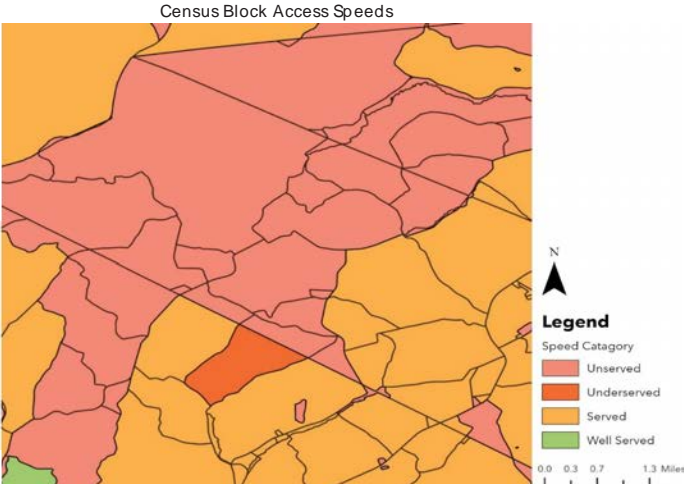 Census Block Access Speeds
N
Legend
Speed Catagory
Unserved
Underserved
Served
Well Served
0.0 0.3 0.7 1.3 Miles